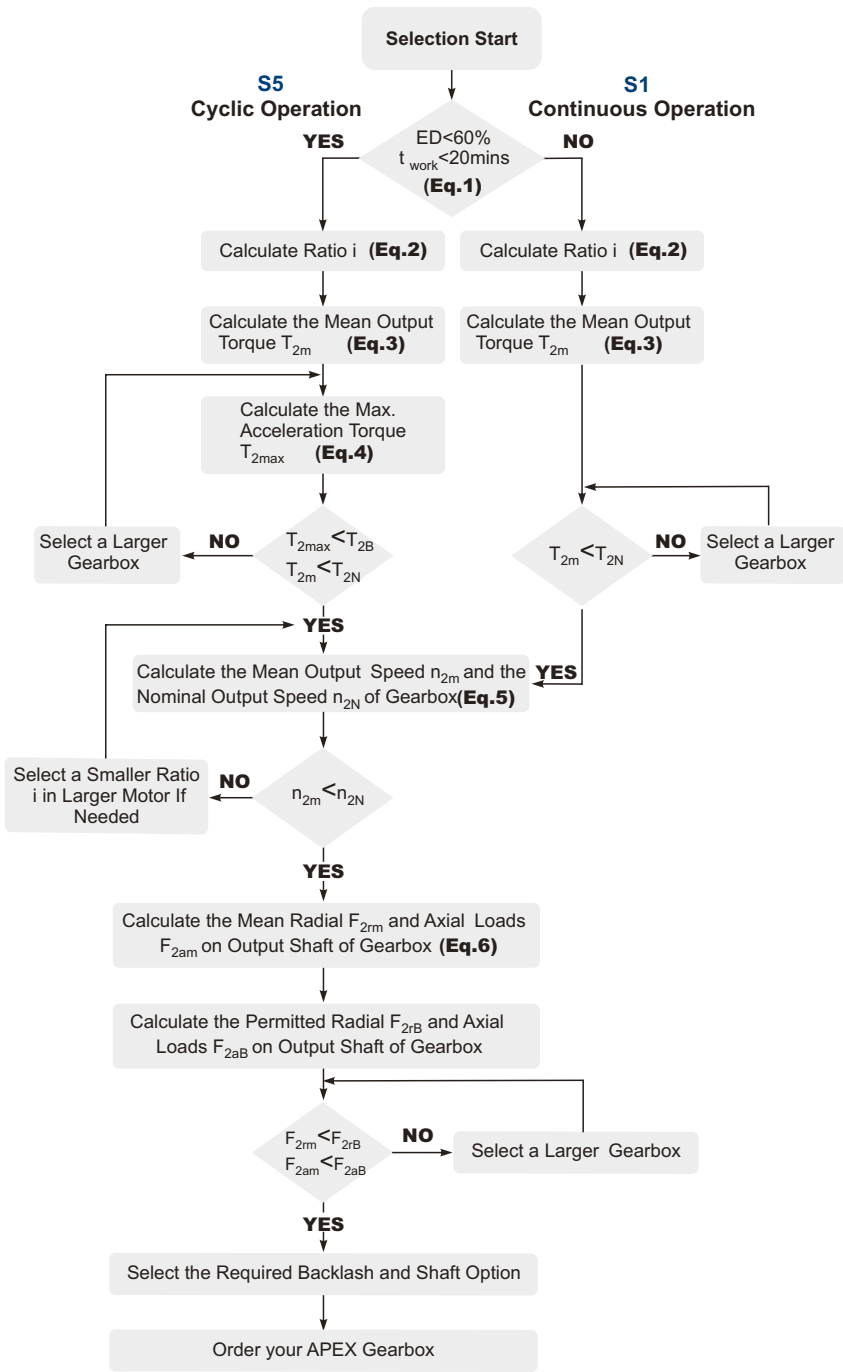 Selection Start
S5
Cyclic Operation
S1
Continuous Operation
YES
ED<60%
t work<20mins
(Eq.1)
NO
Calculate Ratio i (Eq.2)
Calculate Ratio i (Eq.2)
Calculate the Mean Output
Torque T2m (Eq.3)
Calculate the Mean Output
Torque T2m (Eq.3)
Calculate the Max.
Acceleration Torque
T2max (Eq.4)
Select a Larger
Gearbox
NO
T2max<T2B
T2m<T2N
T2m<T2N
NO
Select a Larger
Gearbox
YES
Calculate the Mean Output Speed n2m and the
Nominal Output Speed n2N of Gearbox(Eq.5)
YES
Select a Smaller Ratio
i in Larger Motor If
Needed
NO
n2m<n2N
YES
Calculate the Mean Radial F2rm and Axial Loads
F2am on Output Shaft of Gearbox (Eq.6)
Calculate the Permitted Radial F2rB and Axial
Loads F2aB on Output Shaft of Gearbox
F2rm<F2rB
F2am<F2aB
NO
Select a Larger Gearbox
YES
Select the Required Backlash and Shaft Option
Order your APEX Gearbox